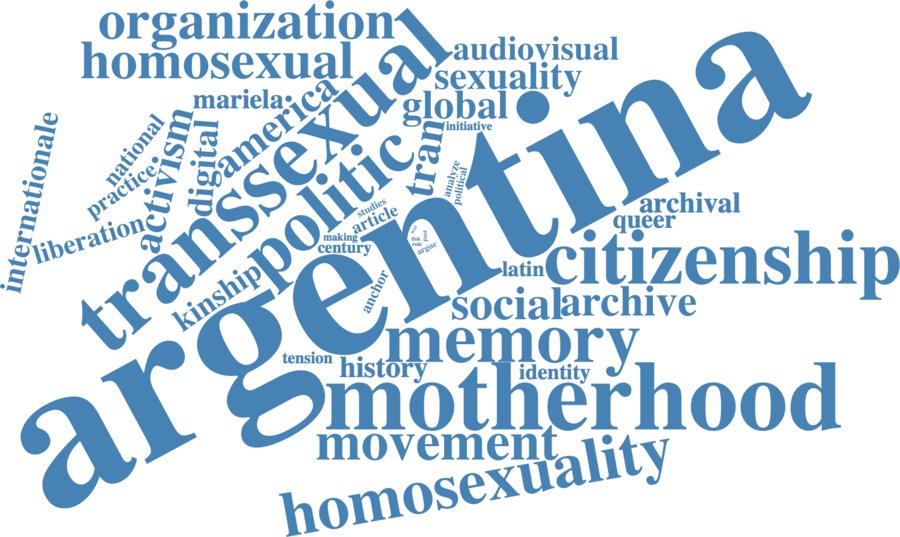 organization
homosexual
transsexual
audiovisual
sexuality
argentina
mariela
america
global
initiative
tran
internationale
national
practice
activism
digital
politic
analyze
political
liberation
studies
article
making
century
argue
archival
queer
kinship
anchor
latin
citizenship
social
archive
memory
tension
history
identity
motherhood
movement
homosexuality